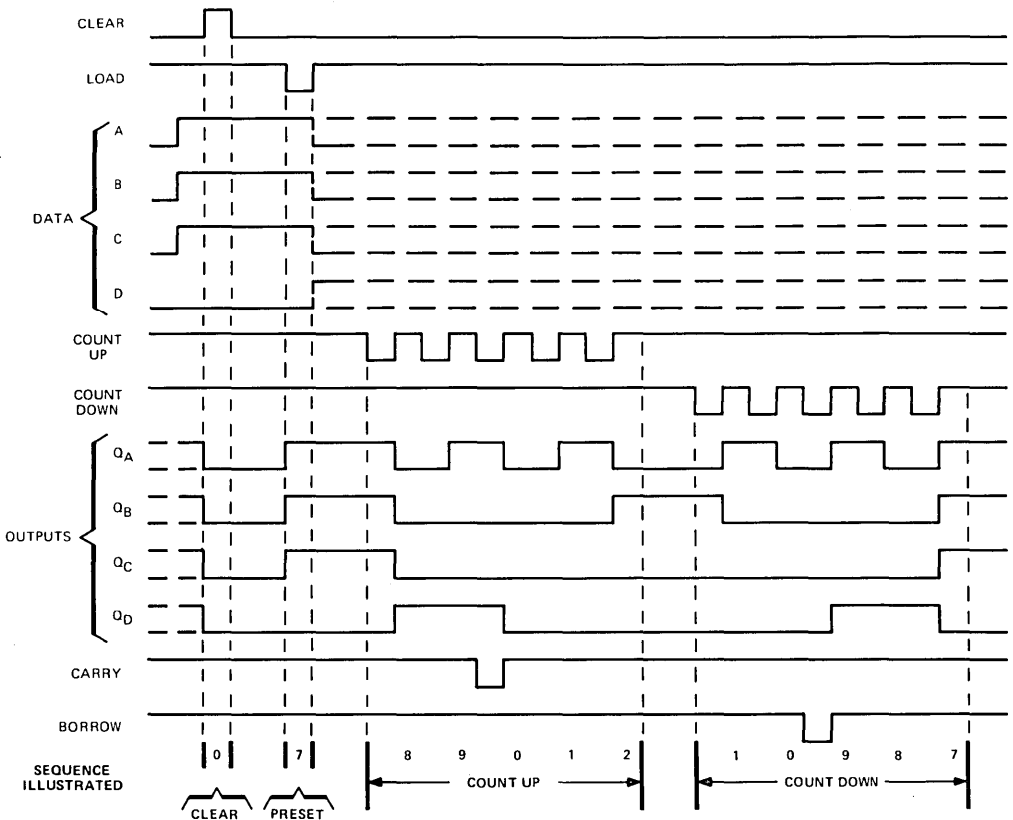 CLEAR
LOAD
A
B
DATA
C
D
COUNT
UP
COUNT
DOWN
QA
QB
OUTPUTS
QC
QD
CARRY
BORROW
SEQUENCE
ILLUSTRATED
0
7
8 9 0 1 2
1 0 9 8 7
COUNT UP
COUNT DOWN
CLEAR
PRESET